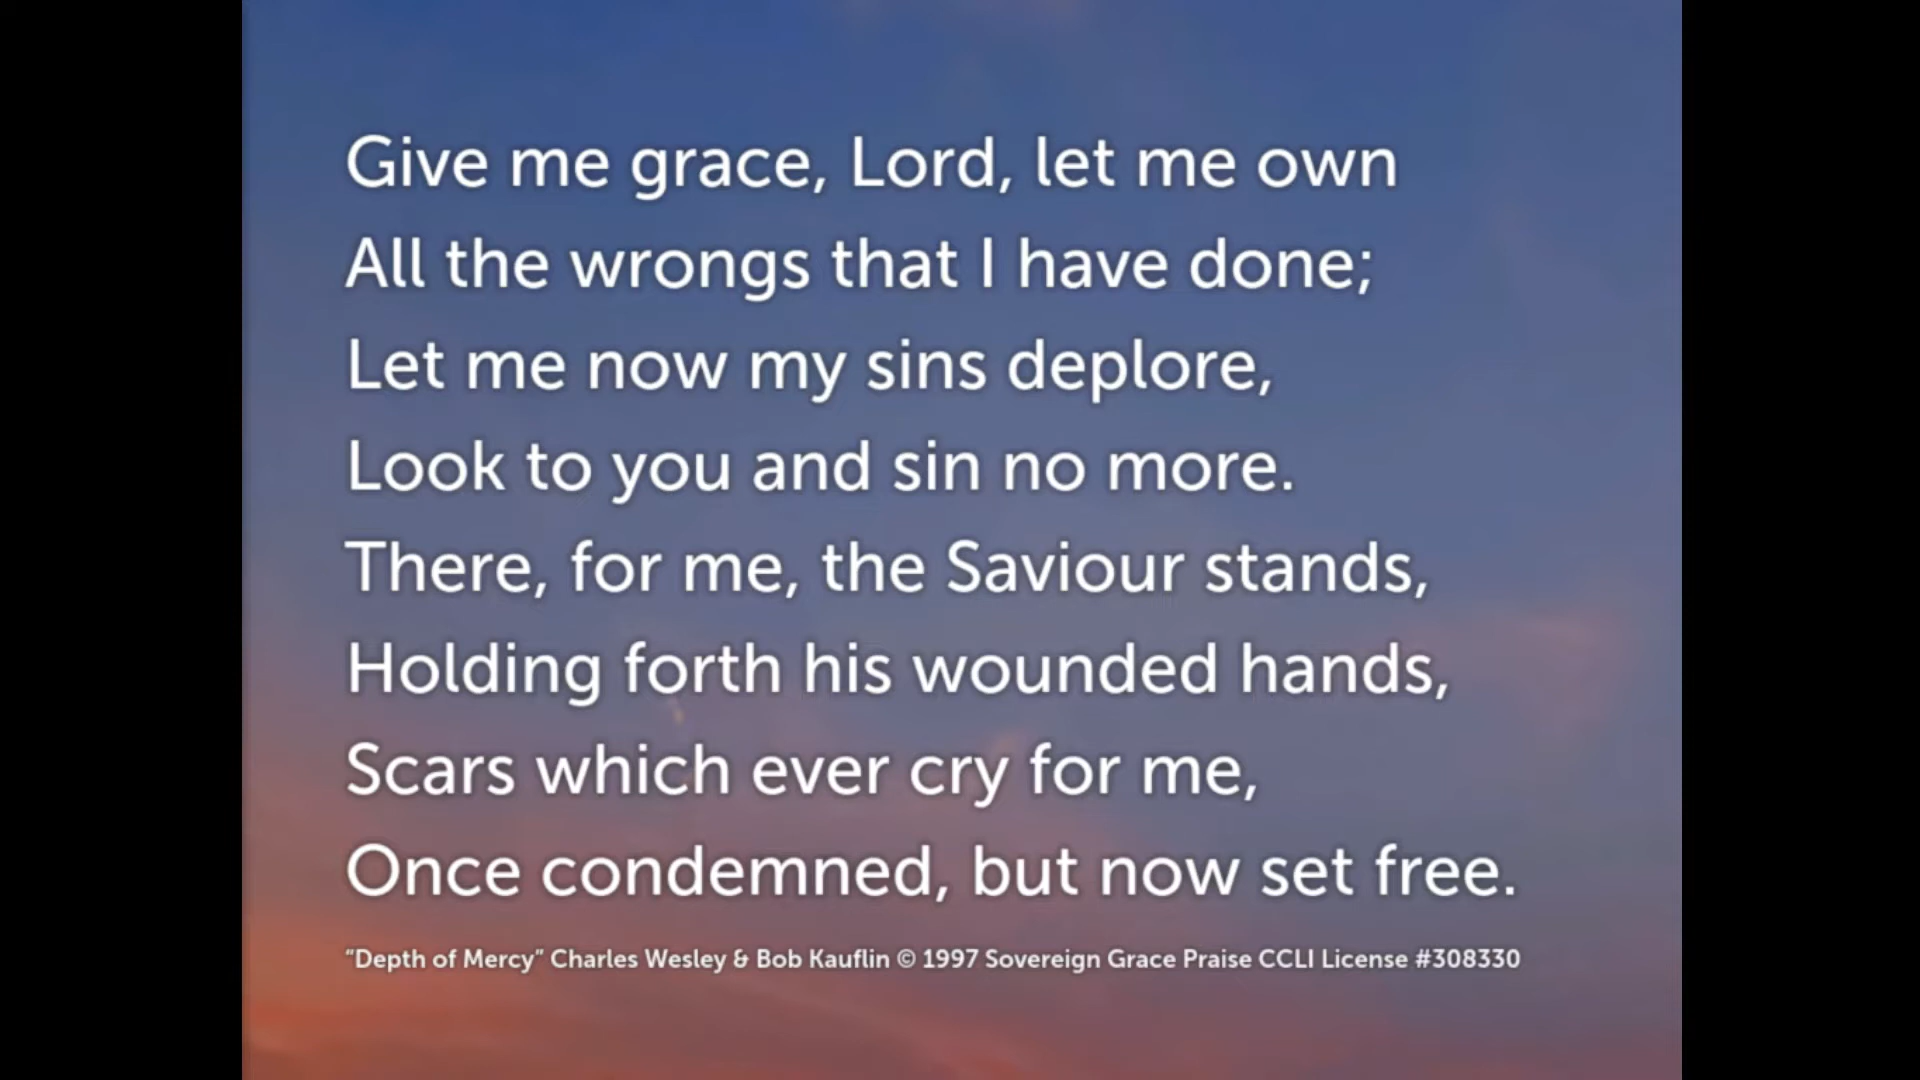 Give me grace, Lord, let me own
All the wrongs that I have done;
Let me now my sins deplore,
Look to you and sin no more.
There, for me, the Saviour stands,
Holding forth his wounded hands,
Scars which ever cry for me,
Once condemned, but now set free.
“Depth of Mercy” Charles Wesley & Bob Kauflin © 1997 Sovereign Grace Praise CCLI License #308330